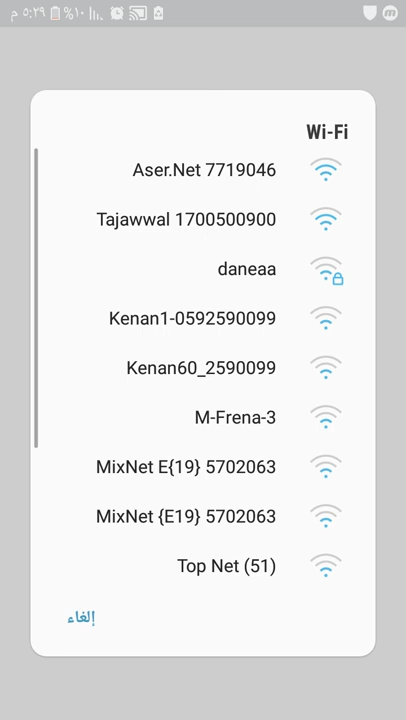 م ٥:٢٩ %١٠
Wi-Fi
Aser.Net 7719046
Tajawwal 1700500900
daneaa
Kenan1-0592590099
Kenan60_2590099
M-Frena-3
MixNet E{19} 5702063
MixNet {E19} 5702063
Top Net (51)
إلغاء